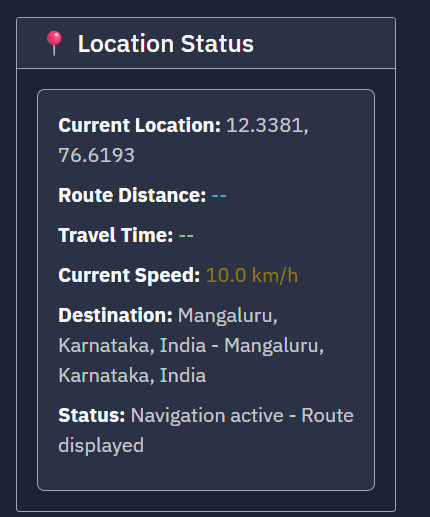 Location Status
Current Location: 12.3381,
76.6193
Route Distance: --
Travel Time: --
Current Speed: 10.0 km/h
Destination: Mangaluru,
Karnataka, India - Mangaluru,
Karnataka, India
Status: Navigation active - Route
displayed